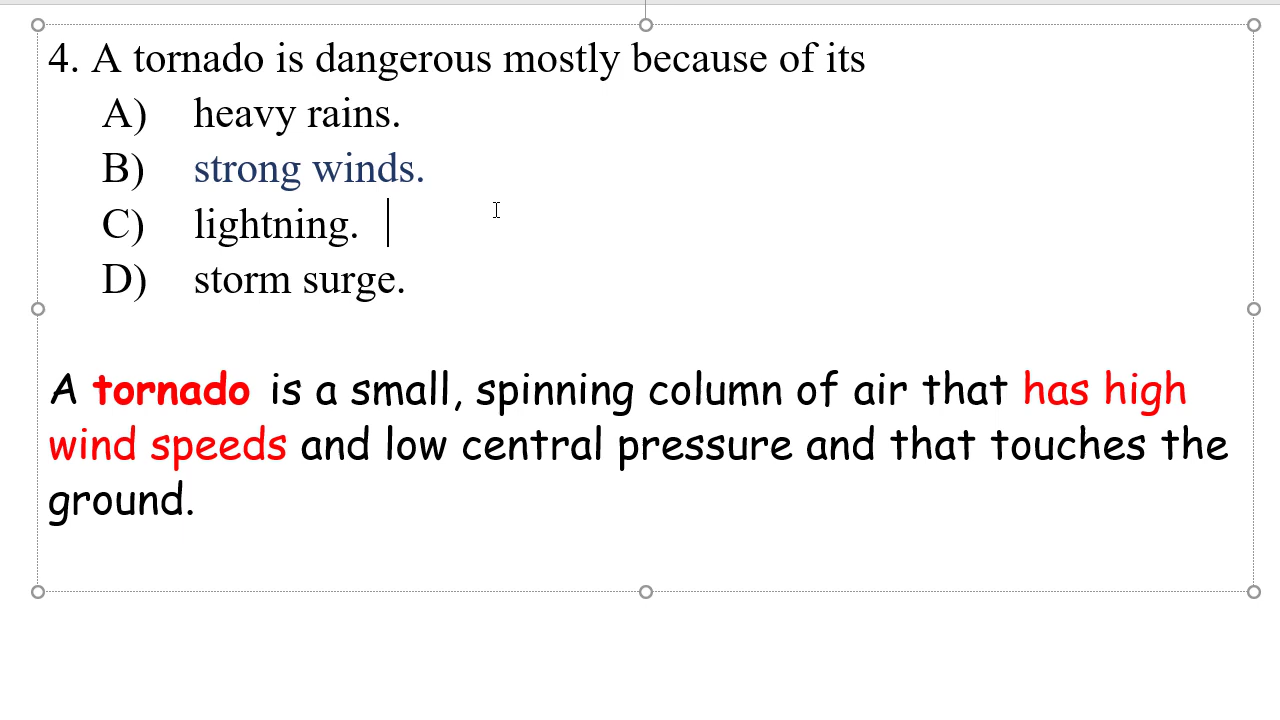 4. A tornado is dangerous mostly because of its
A) heavy rains.
B) strong winds.
C) lightning.
D) storm surge.
A tornado is a small, spinning column of air that has high
wind speeds and low central pressure and that touches the
ground.